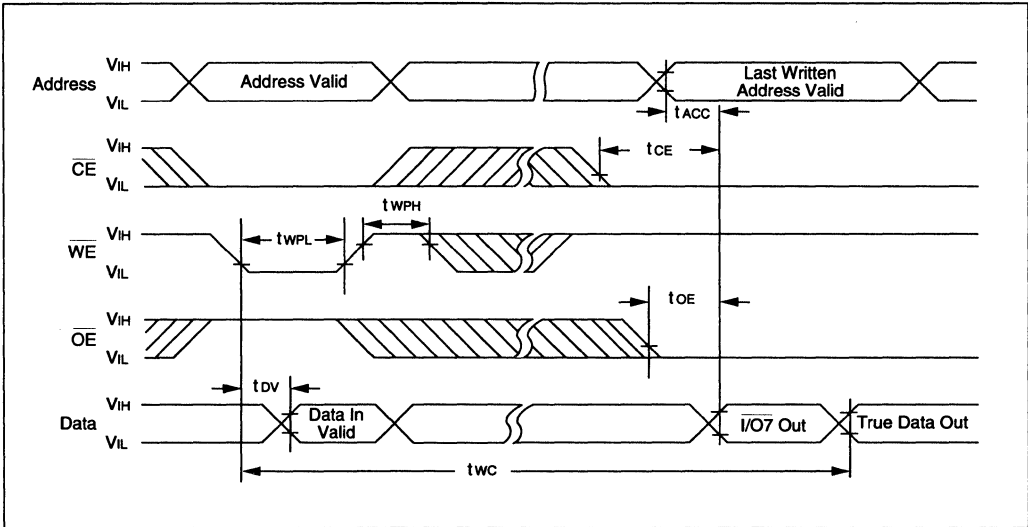 Address
VIH
VIL
Address Valid
Last Written
Address Valid
tACC
CE
VIH
VIL
tCE
WE
VIH
VIL
tWPL
tWPH
OE
VIH
VIL
tOE
Data
VIH
VIL
tDV
Data In
Valid
I/O7 Out
True Data Out
tWC